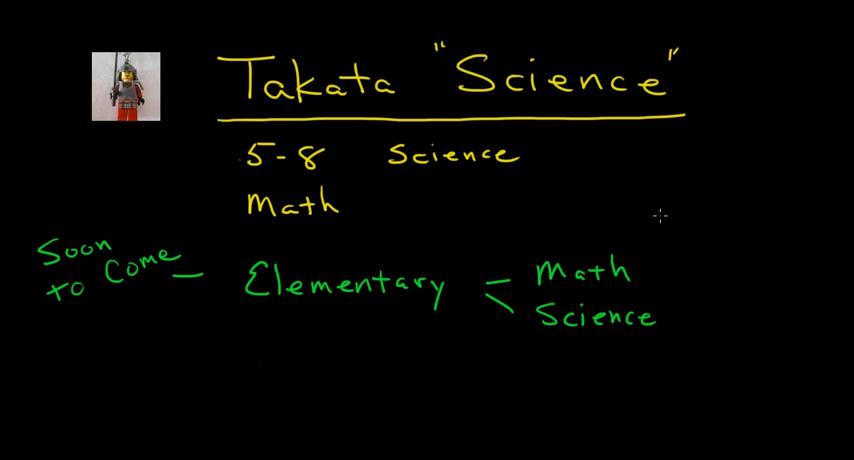 Takata "Science"
5-8 Science
Math
Soon
to Come - Elementary - Math
Science